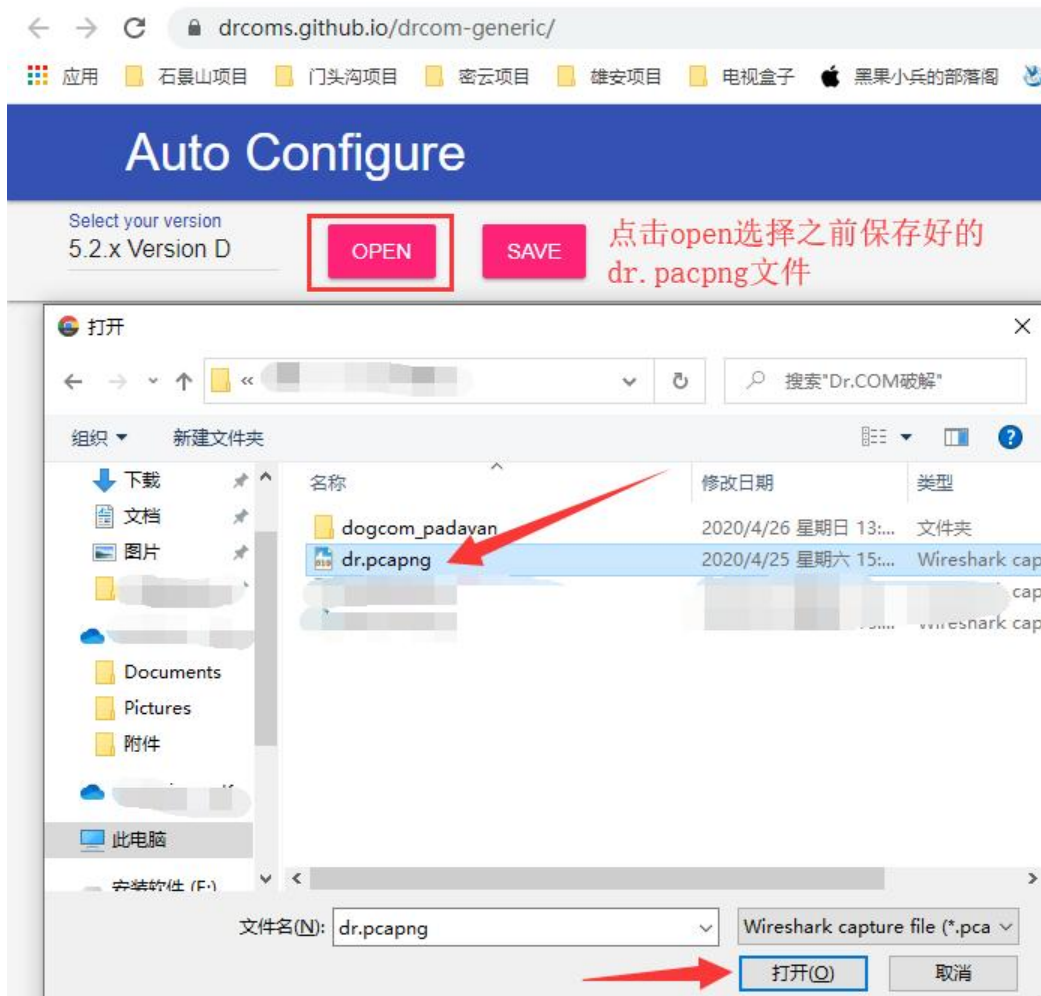 drcoms.github.io/drcom-generic/
应用 石景山项目 门头沟项目 密云项目 雄安项目 电视盒子 黑果小兵的部落阁
Auto Configure
Select your version
5.2.x Version D
OPEN
SAVE
点击open选择之前保存好的
dr.pacpng文件
打开
«
搜索"Dr.COM破解"
组织 新建文件夹
名称 修改日期 类型
下载
文档
图片
Documents
Pictures
附件
此电脑
安装软件 (F:)
dogcom_padavan 2020/4/26 星期日 13:... 文件夹
dr.pcapng 2020/4/25 星期六 15:... Wireshark cap
cap
Wireshark cap
文件名(N): dr.pcapng Wireshark capture file (*.pca
打开(O) 取消